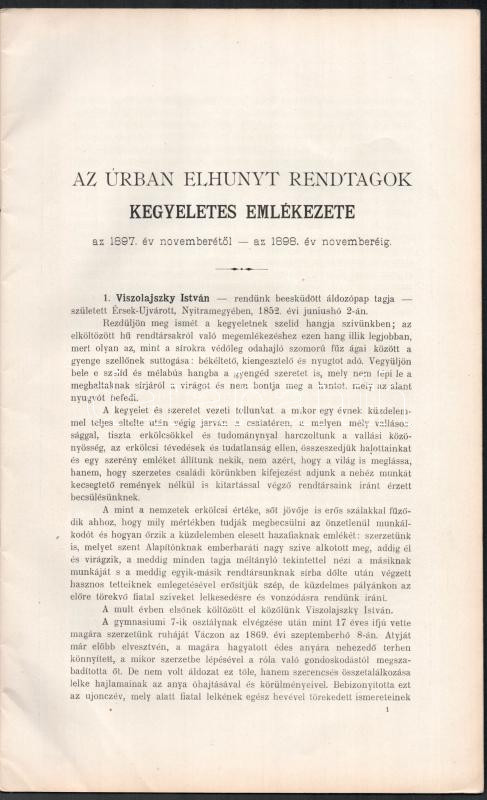 AZ ÚRBAN ELHUNYT RENDTAGOK
KEGYELETES EMLÉKEZETE
az 1897. év novemberétől — az 1898. év novemberéig.
1. Viszolajszky István — rendünk beesküdött áldozópap tagja —
született Érsek-Ujvárott, Nyitramegyében, 1852. évi juniushó 2-án.
Rezdüljön meg ismét a kegyeletnek szelid hangja szivünkben; az
elköltözött hű rendtársakról való megemlékezéshez ezen hang illik legjobban,
mert olyan az, mint a sirokra védőleg odahajló szomorú fűz ágai között a
gyenge szellőnek suttogása: békéltető, kiengesztelő és nyugtot adó. Vegyüljön
bele e szelid és mélabús hangba a gyengéd szeretet is, mely nem tépi le a
meghaltaknak sirjáról a virágot és nem bontja meg a hantot, mely az alant
nyugvót befedi.
A kegyelet és szeretet vezeti tollunkat, a mikor egy évnek küzdelem-
mel teljes eltelte után végig járván a csatatéren, a melyen mély vallásos-
sággal, tiszta erkölcsökkel és tudománynyal harczoltunk a vallási közö-
nyösség, az erkölcsi tévedések és tudatlanság ellen, összeszedjük halottainkat
és egy szerény emléket állítunk nekik, nem azért, hogy a világ is meglássa,
hanem, hogy szerzetes családi körünkben kifejezést adjunk a nehéz munkát
kecsegtető remények nélkül is kitartással végző rendtársaink iránt érzett
becsülésünknek.
A mint a nemzetek erkölcsi értéke, sőt jövője is erős szálakkal fűző-
dik ahhoz, hogy mily mértékben tudják megbecsülni az önzetlenül munkál-
kodót és hogyan őrzik a küzdelemben elesett hazafiaknak emlékét: szerzetünk
is, melyet szent Alapítónknak emberbaráti nagy szive alkotott meg, addig él
és virágzik, a meddig minden tagja méltányló tekintettel nézi a másiknak
munkáját s a meddig egyik-másik rendtársunknak sirba dőlte után végzett
hasznos tetteiknek emlegetésével erősítjük szép, de küzdelmes pályánkon az
előre törekvő fiatal sziveket lelkesedésre és vonzódásra rendünk iránt.
A mult évben elsőnek költözött el közőlünk Viszolajszky István.
A gymnasiumi 7-ik osztálynak elvégzése után mint 17 éves ifjú vette
magára szerzetünk ruháját Váczon az 1869. évi szeptemberhó 8-án. Atyját
már előbb elvesztvén, a magára hagyatott édes anyára nehezedő terhen
könnyített, a mikor szerzetbe lépésével a róla való gondoskodástól megsza-
badította őt. De nem volt áldozat ez tőle, hanem szerencsés összetalálkozása
lelke hajlamainak az anya óhajtásával és körülményeivel. Bebizonyította ezt
az ujonczév, mely alatt fiatal lelkének egész hevével törekedett ismereteinek
1